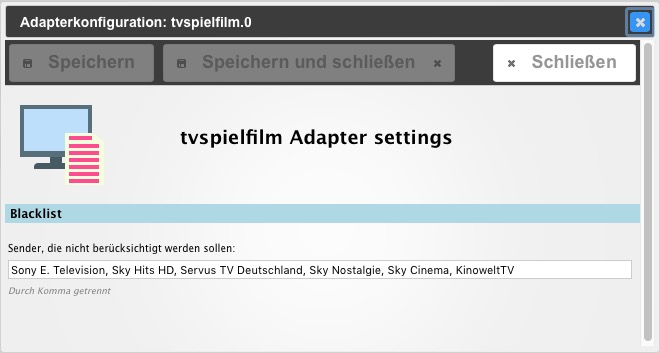 Adapterkonfiguration: tvspielfilm.0
Speichern Speichern und schließen Schließen
tvspielfilm Adapter settings
Blacklist
Sender, die nicht berücksichtigt werden sollen:
Sony E. Television, Sky Hits HD, Servus TV Deutschland, Sky Nostalgie, Sky Cinema, KinoweltTV
Durch Komma getrennt